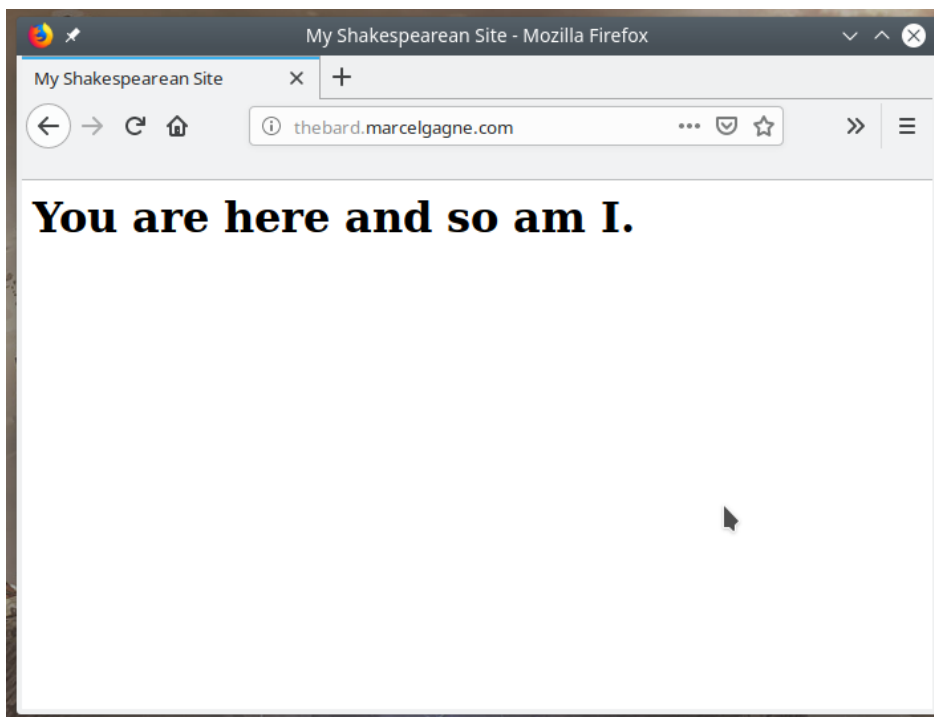 My Shakespearean Site - Mozilla Firefox
My Shakespearean Site
thebard.marcelgagne.com
You are here and so am I.